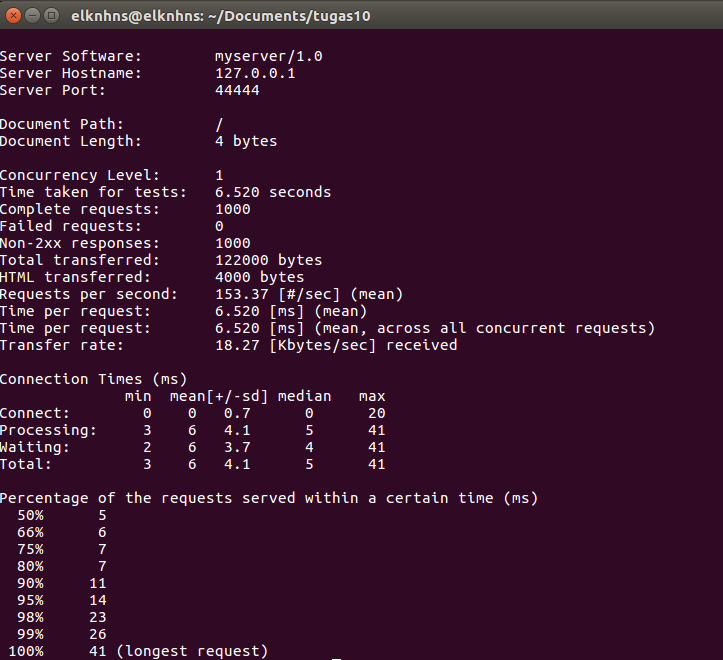 elknhns@elknhns: ~/Documents/tugas10
Server Software:        myserver/1.0
Server Hostname:        127.0.0.1
Server Port:            44444
Document Path:          /
Document Length:        4 bytes
Concurrency Level:      1
Time taken for tests:   6.520 seconds
Complete requests:      1000
Failed requests:        0
Non-2xx responses:      1000
Total transferred:      122000 bytes
HTML transferred:       4000 bytes
Requests per second:    153.37 [#/sec] (mean)
Time per request:       6.520 [ms] (mean)
Time per request:       6.520 [ms] (mean, across all concurrent requests)
Transfer rate:          18.27 [Kbytes/sec] received
Connection Times (ms)
              min  mean[+/-sd] median   max
Connect:        0    0   0.7      0      20
Processing:     3    6   4.1      5      41
Waiting:        2    6   3.7      4      41
Total:          3    6   4.1      5      41
Percentage of the requests served within a certain time (ms)
  50%      5
  66%      6
  75%      7
  80%      7
  90%     11
  95%     14
  98%     23
  99%     26
 100%     41 (longest request)